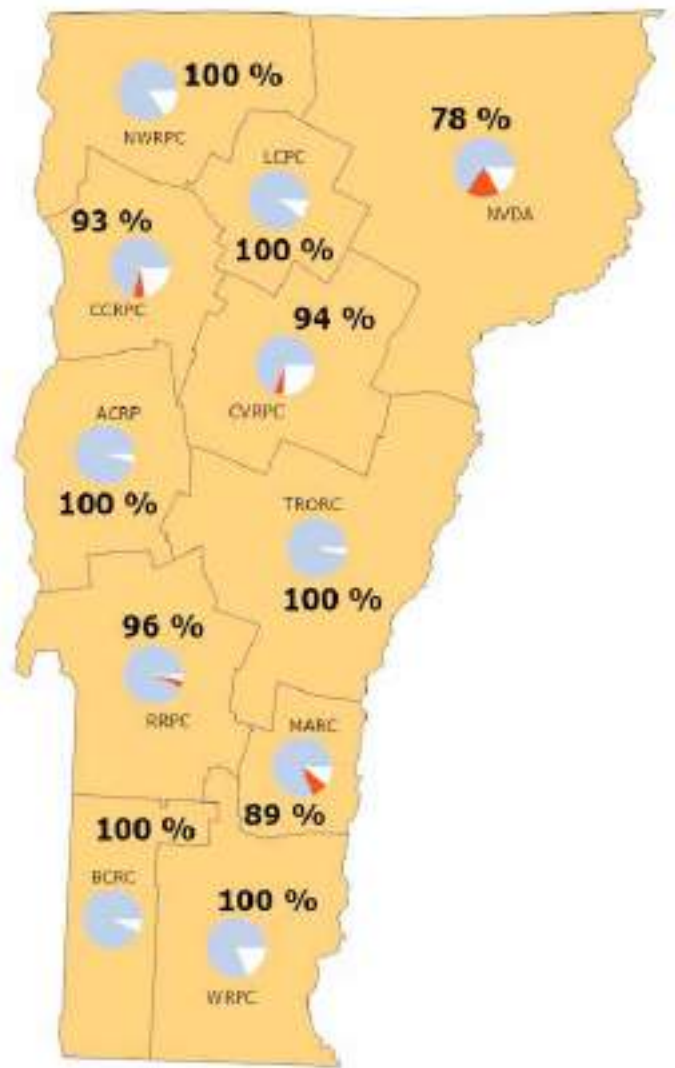 100 %
NWRPC
78 %
NVDA
LCPC
100 %
93 %
CCRPC
94 %
CVRPC
ACRP
100 %
TRORC
100 %
96 %
RRPC
MARC
89 %
100 %
BCRC
100 %
WRPC